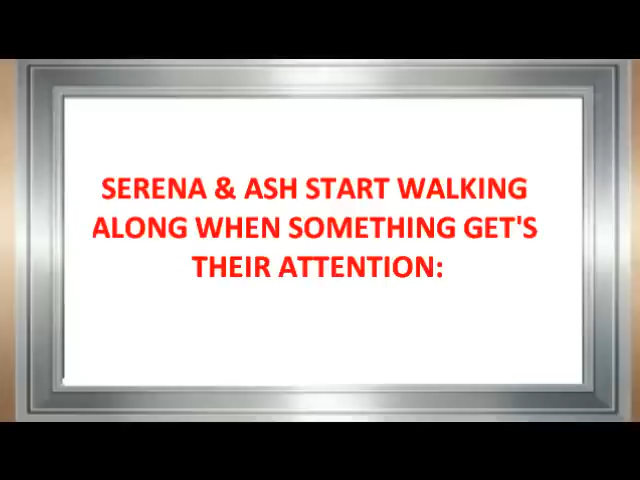 SERENA & ASH START WALKING
ALONG WHEN SOMETHING GET'S
THEIR ATTENTION: